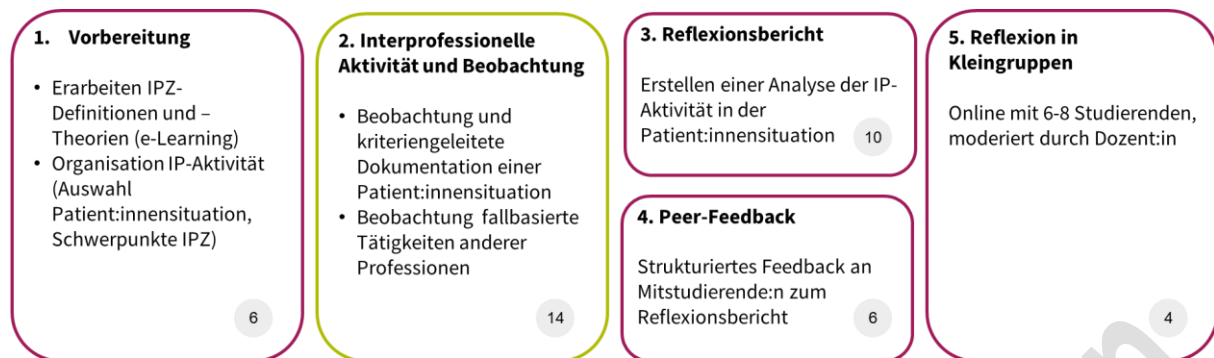 1. Vorbereitung
• Erarbeiten IPZ-
Definitionen und –
Theorien (e-Learning)
• Organisation IP-Aktivität
(Auswahl
Patient:innensituation,
Schwerpunkte IPZ)
6
2. Interprofessionelle
Aktivität und Beobachtung
• Beobachtung und
kriteriengeleitete
Dokumentation einer
Patient:innensituation
• Beobachtung fallbasierte
Tätigkeiten anderer
Professionen
14
3. Reflexionsbericht
Erstellen einer Analyse der IP-
Aktivität in der
Patient:innensituation
10
4. Peer-Feedback
Strukturiertes Feedback an
Mitstudierende:n zum
Reflexionsbericht
6
5. Reflexion in
Kleingruppen
Online mit 6-8 Studierenden,
moderiert durch Dozent:in
4